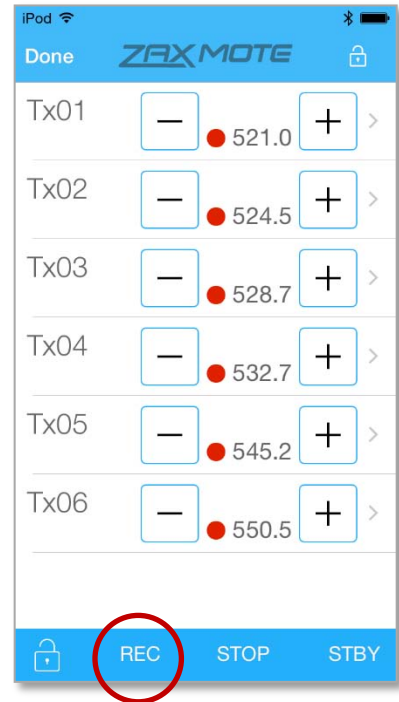 iPod
Done ZAXMOTE
Tx01 − 521.0 +
Tx02 − 524.5 +
Tx03 − 528.7 +
Tx04 − 532.7 +
Tx05 − 545.2 +
Tx06 − 550.5 +
REC STOP STBY